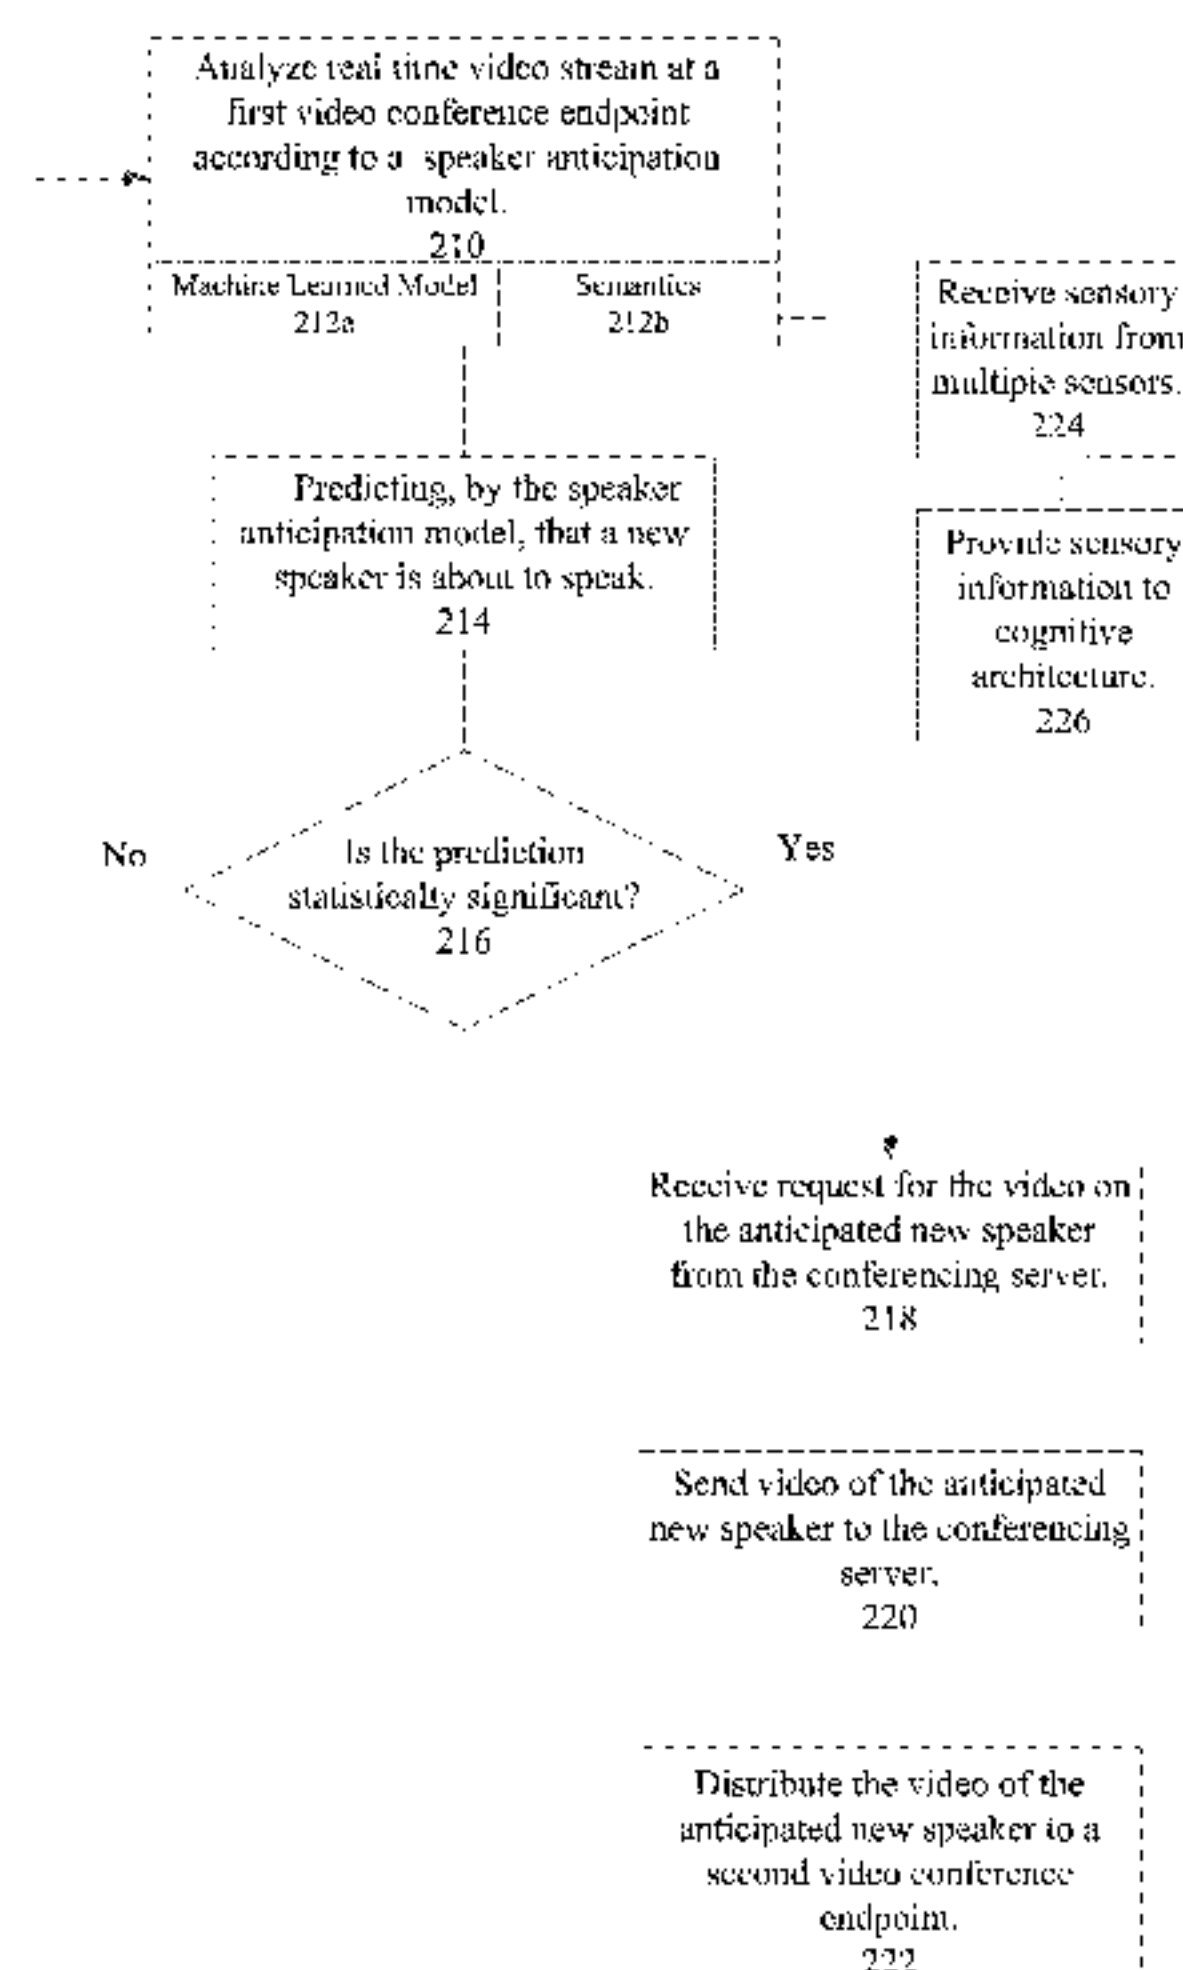 Analyze real time video stream at a
first video conference endpoint
according to a speaker anticipation
model.
210
Machine Learned Model
212a
Semantics
212b
Receive sensory
information from
multiple sensors.
224
Predicting, by the speaker
anticipation model, that a new
speaker is about to speak.
214
Provide sensory
information to
cognitive
architecture.
226
No
Yes
Is the prediction
statistically significant?
216
Receive request for the video on
the anticipated new speaker
from the conferencing server.
218
Send video of the anticipated
new speaker to the conferencing
server.
220
Distribute the video of the
anticipated new speaker to a
second video conference
endpoint.
222